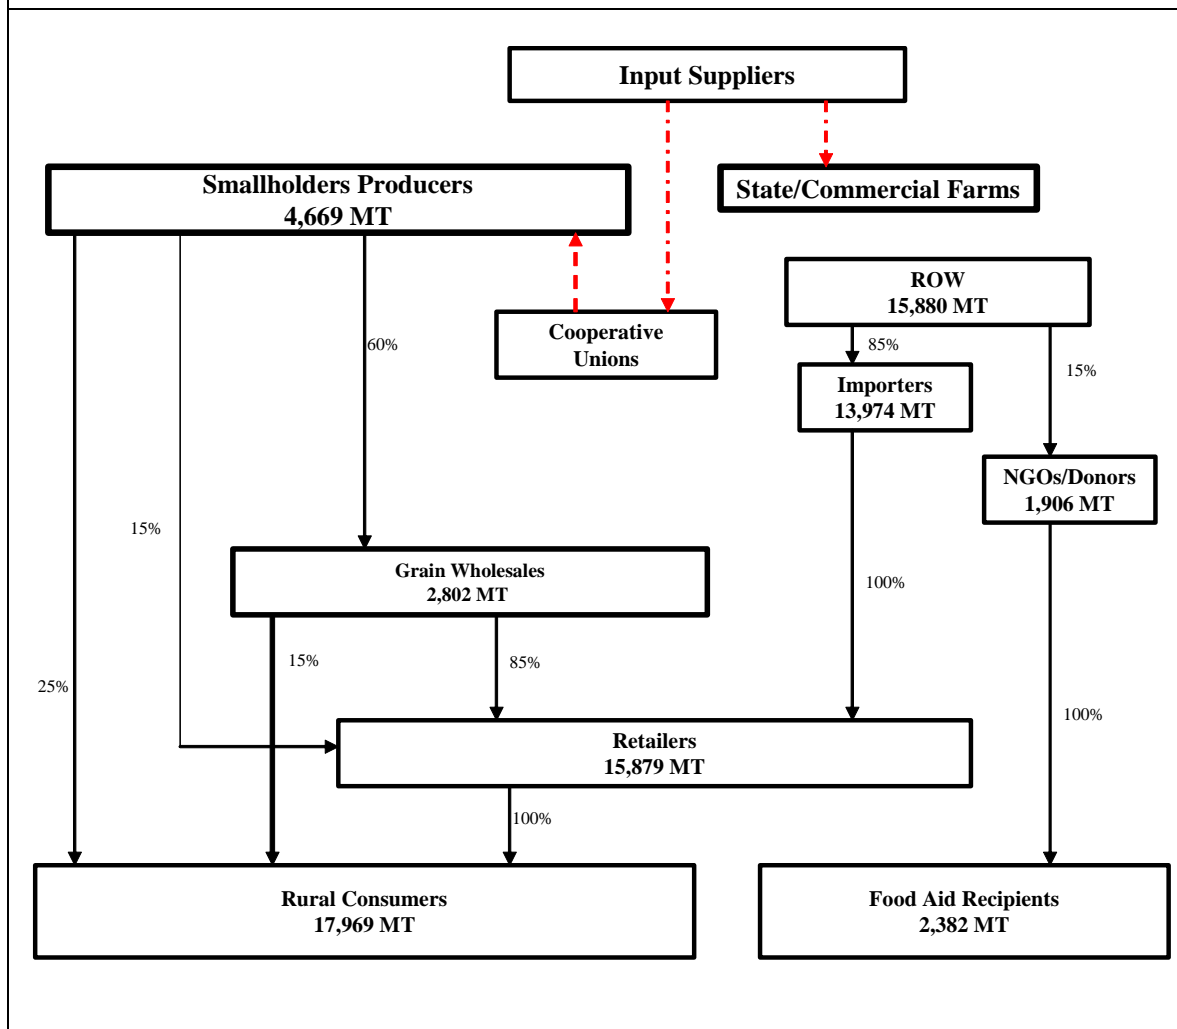 Input Suppliers
Smallholders Producers
4,669 MT
State/Commercial Farms
ROW
15,880 MT
Cooperative
Unions
60%
85%
15%
Importers
13,974 MT
NGOs/Donors
1,906 MT
15%
Grain Wholesales
2,802 MT
100%
25%
15%
85%
100%
Retailers
15,879 MT
100%
Rural Consumers
17,969 MT
Food Aid Recipients
2,382 MT